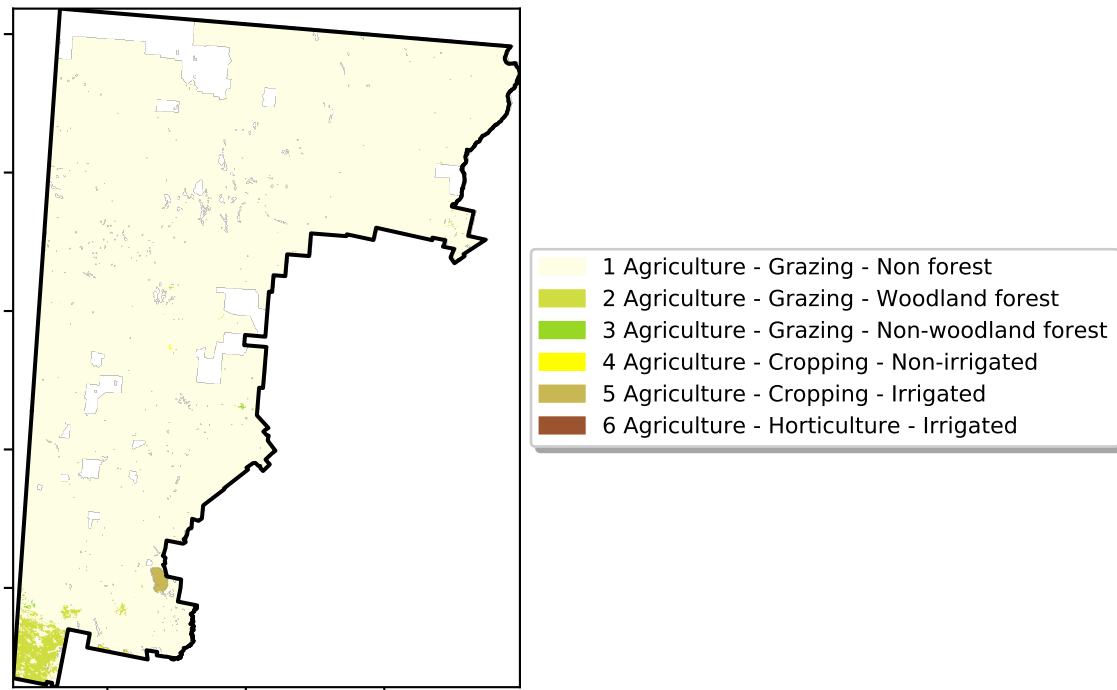 1 Agriculture - Grazing - Non forest
2 Agriculture - Grazing - Woodland forest
3 Agriculture - Grazing - Non-woodland forest
4 Agriculture - Cropping - Non-irrigated
5 Agriculture - Cropping - Irrigated
6 Agriculture - Horticulture - Irrigated